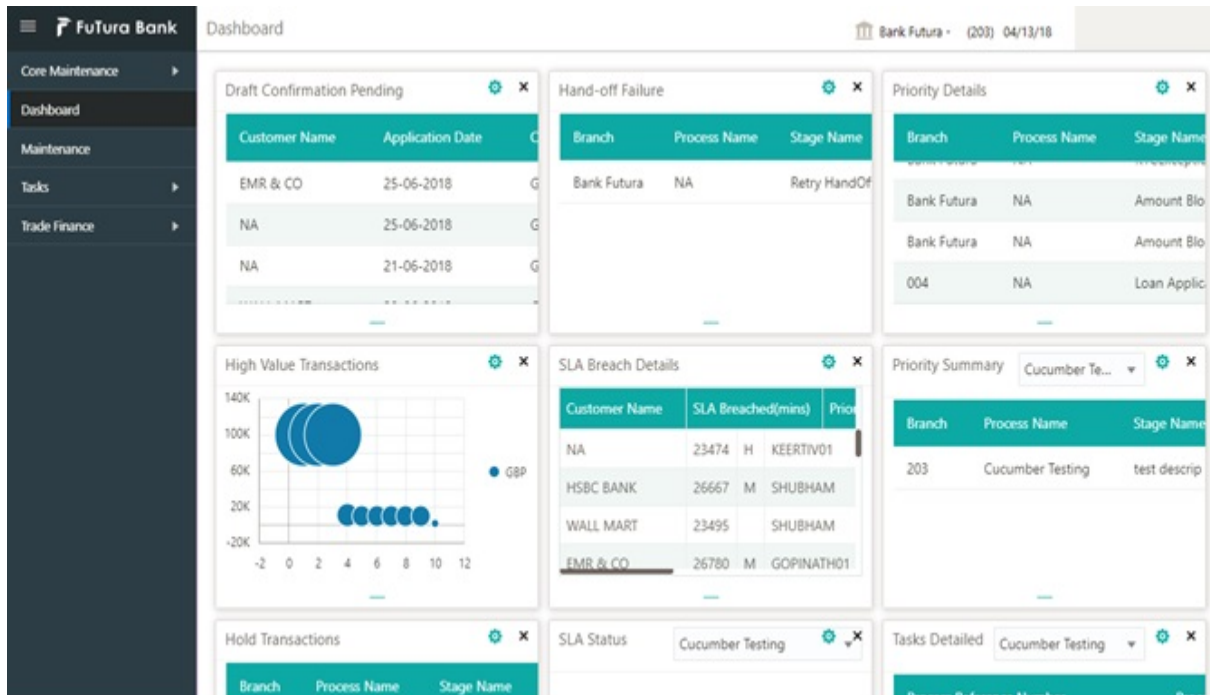 FuTura Bank
Dashboard
Bank Futura - (203) 04/13/18
Core Maintenance
Dashboard
Maintenance
Tasks
Trade Finance
Draft Confirmation Pending
Customer Name Application Date
EMR & CO 25-06-2018 G
NA 25-06-2018 G
NA 21-06-2018 G
Hand-off Failure
Branch Process Name Stage Name
Bank Futura NA Retry HandOf
Priority Details
Branch Process Name Stage Name
Bank Futura NA Amount Blo
Bank Futura NA Amount Blo
004 NA Loan Applic
High Value Transactions
140K
100K
60K
20K
-20K
-2 0 2 4 6 8 10 12
GBP
SLA Breach Details
Customer Name SLA Breached(mins) Prior
NA 23474 H KEERTIV01
HSBC BANK 26667 M SHUBHAM
WALL MART 23495 SHUBHAM
EMR & CO 26780 M GOPINATH01
Priority Summary Cucumber Te...
Branch Process Name Stage Name
203 Cucumber Testing test descrip
Hold Transactions
Branch Process Name Stage Name
SLA Status Cucumber Testing
Tasks Detailed Cucumber Testing